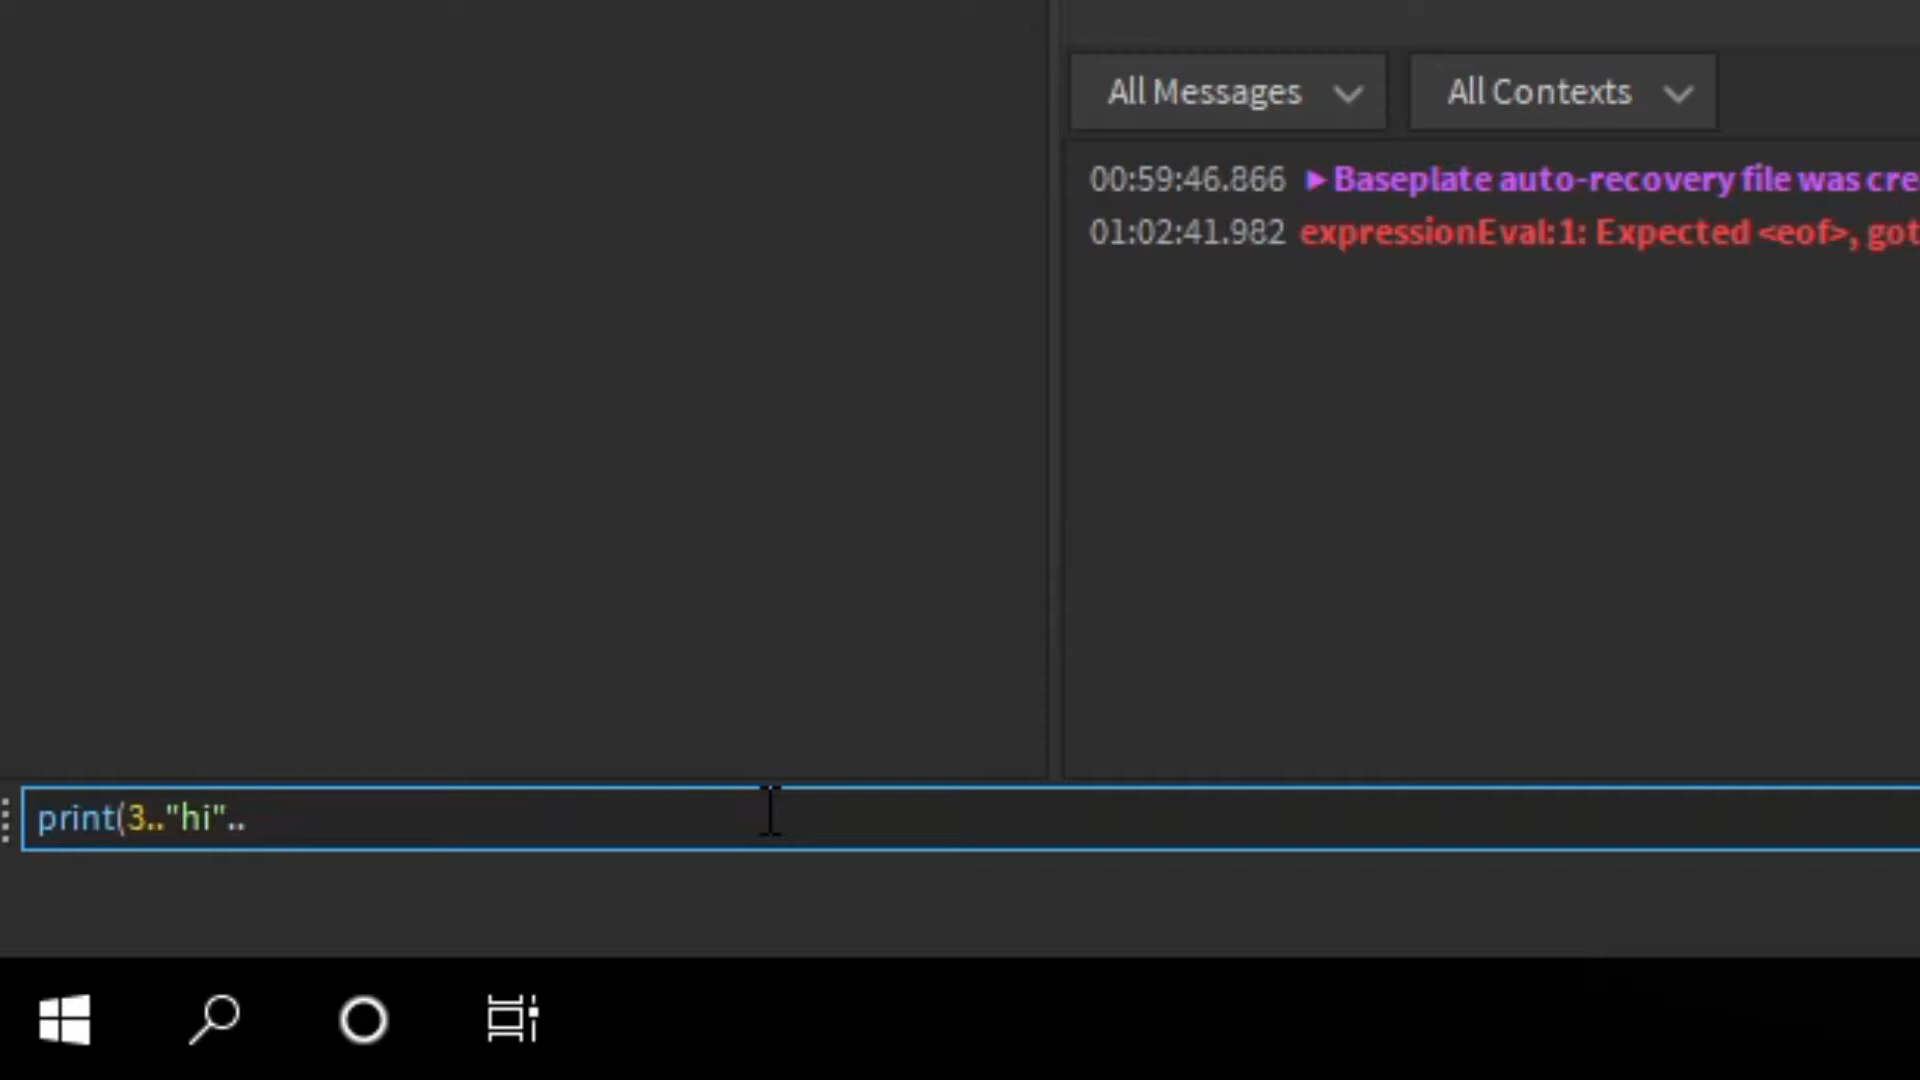 All Messages All Contexts
00:59:46.866 ▶ Baseplate auto-recovery file was cre
01:02:41.982 expressionEval:1: Expected <eof>, got
print(3.."hi"..